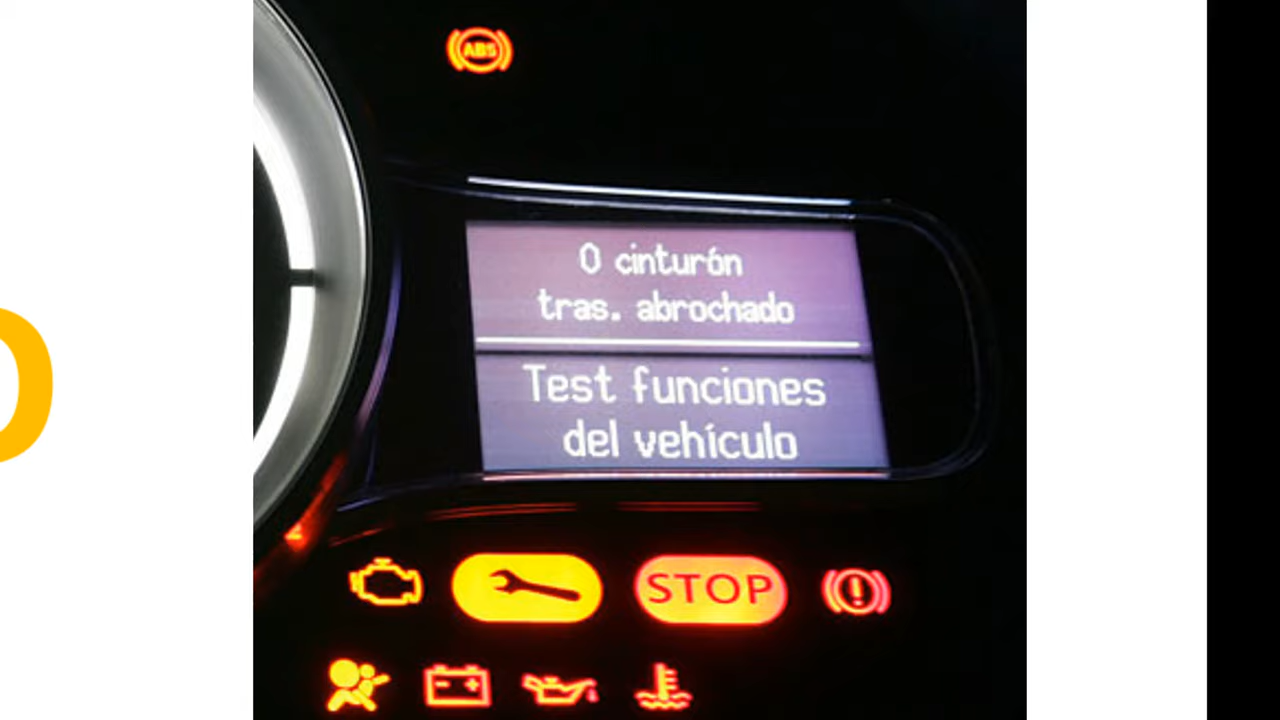 ABS
0 cinturón
tras. abrochado
Test funciones
del vehículo
STOP